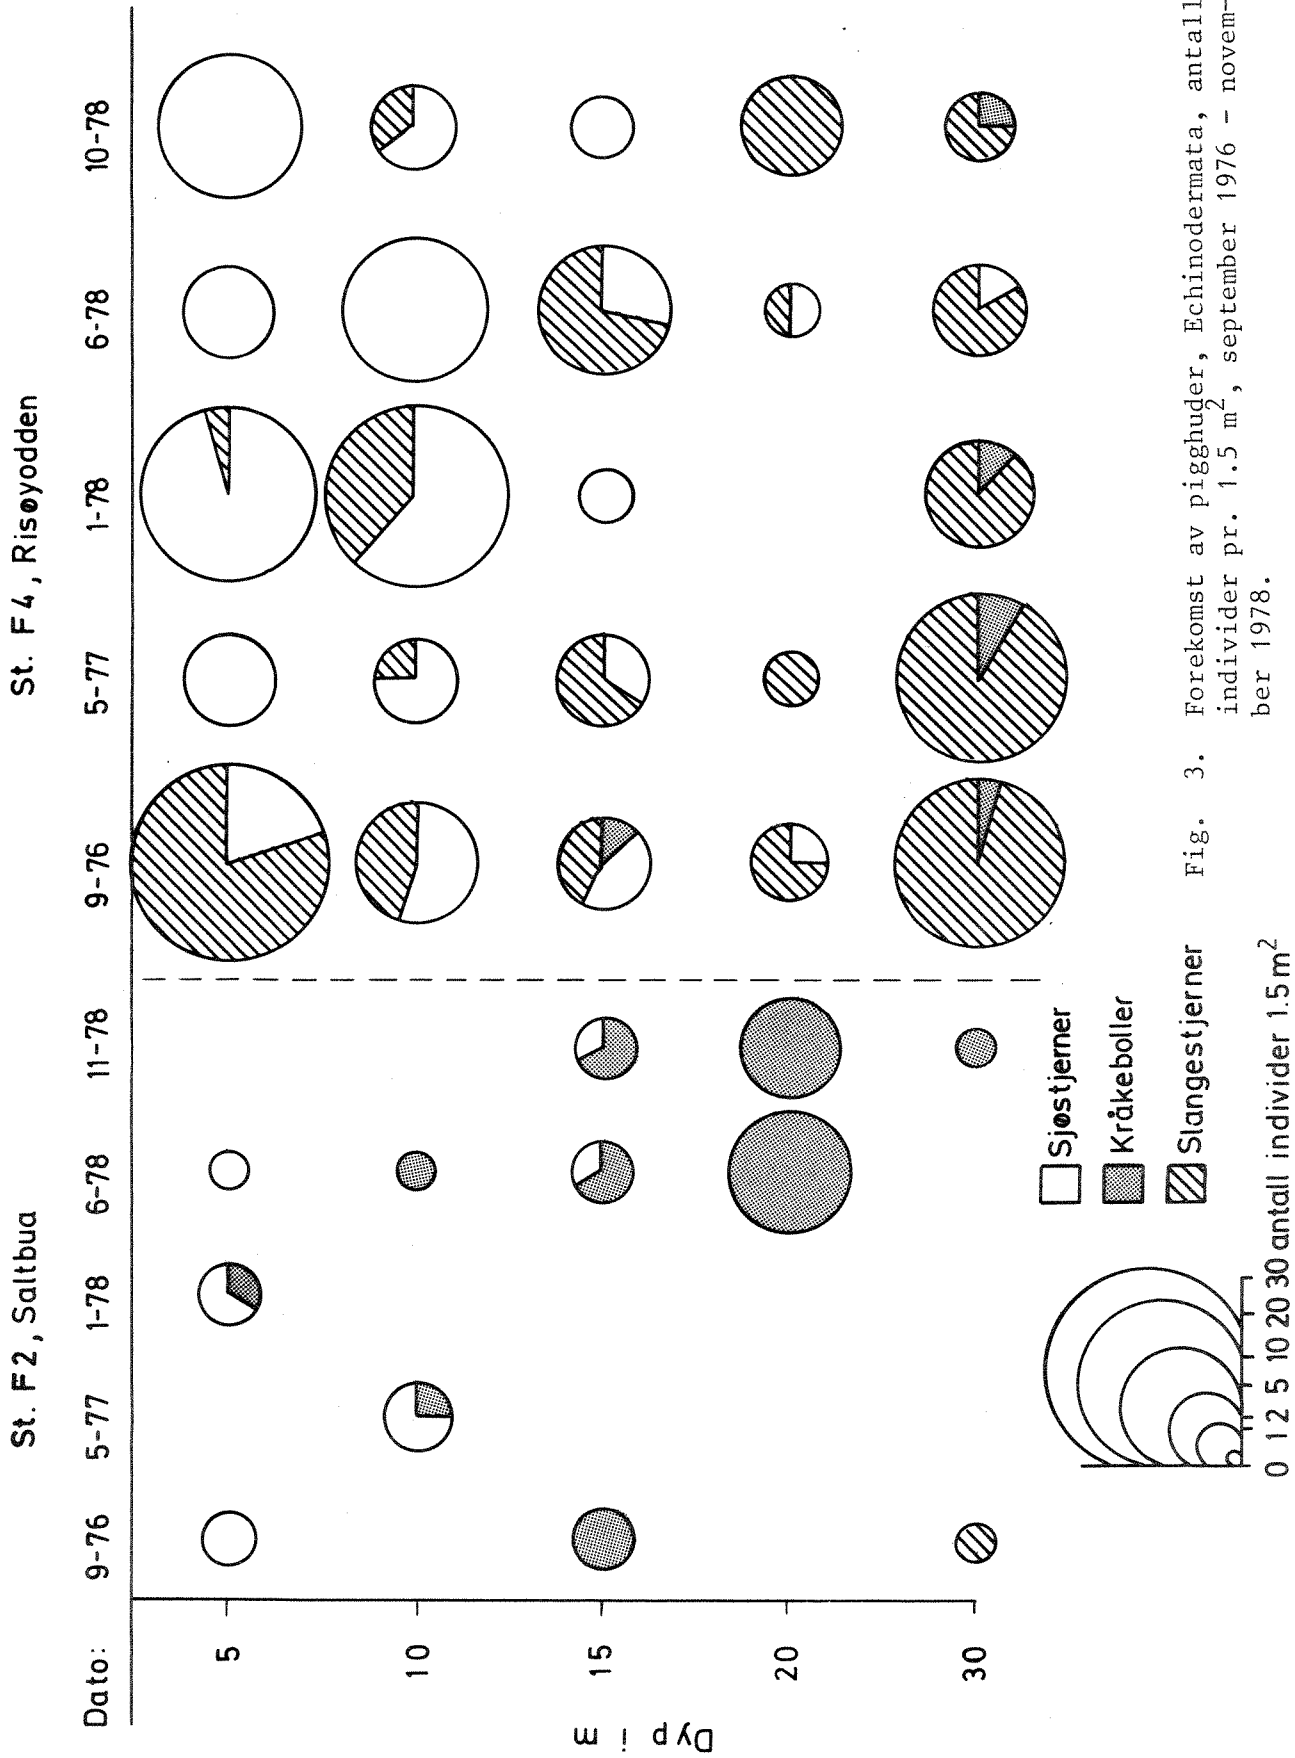 St. F2, Saltbua
St. F4, Risøyodden
Dato:
9-76
5-77
1-78
6-78
11-78
9-76
5-77
1-78
6-78
10-78
5
10
15
20
30
Dyp i m
Sjøstjerner
Kråkeboller
Slangestjerner
0 1 2 5 10 20 30 antall individer 1.5m²
Fig. 3. Forekomst av pigghuder, Echinodermata, antall
individer pr. 1.5 m², september 1976 - novem-
ber 1978.